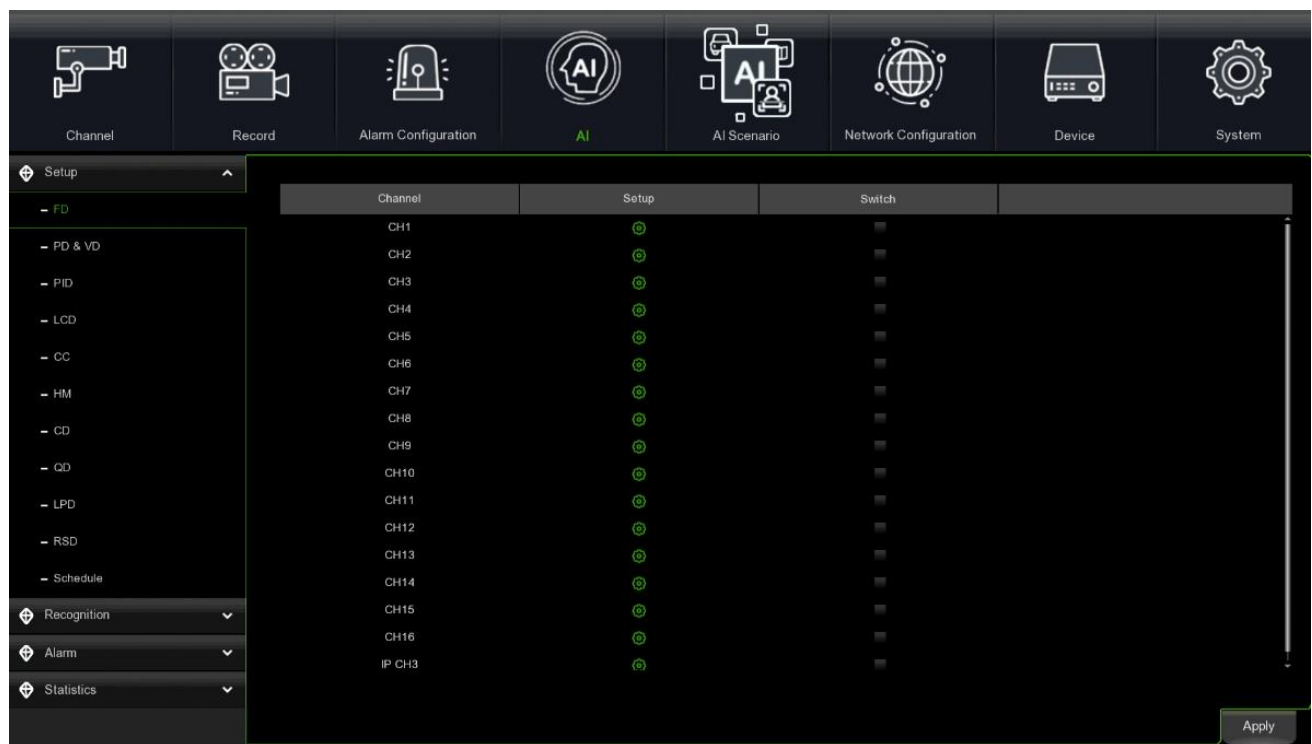 Channel
Record
Alarm Configuration
AI
AI
AI
AI Scenario
Network Configuration
Device
System
Setup
FD
PD & VD
PID
LCD
CC
HM
CD
QD
LPD
RSD
Schedule
Recognition
Alarm
Statistics
Channel Setup Switch
CH1
CH2
CH3
CH4
CH5
CH6
CH7
CH8
CH9
CH10
CH11
CH12
CH13
CH14
CH15
CH16
IP CH3
Apply